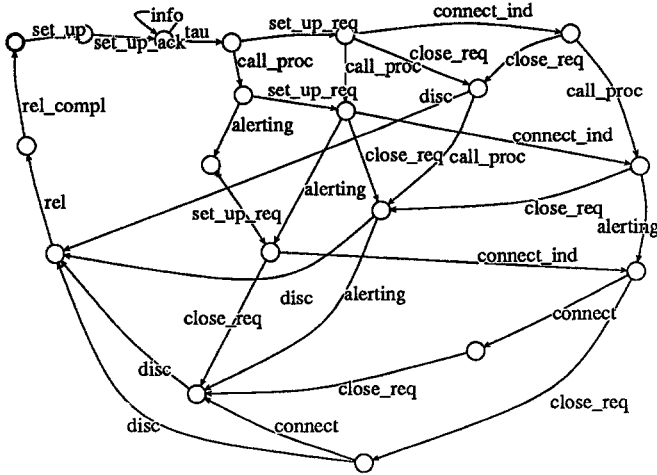 info
connect_ind
set_up
set_up_ack
tau
set_up_req
close_req
close_req
call_proc
call_proc
set_up_req
disc
call_proc
rel_compl
alerting
connect_ind
close_req
call_proc
alerting
rel
set_up_req
close_req
alerting
connect_ind
disc
alerting
close_req
connect
disc
close_req
close_req
disc
connect